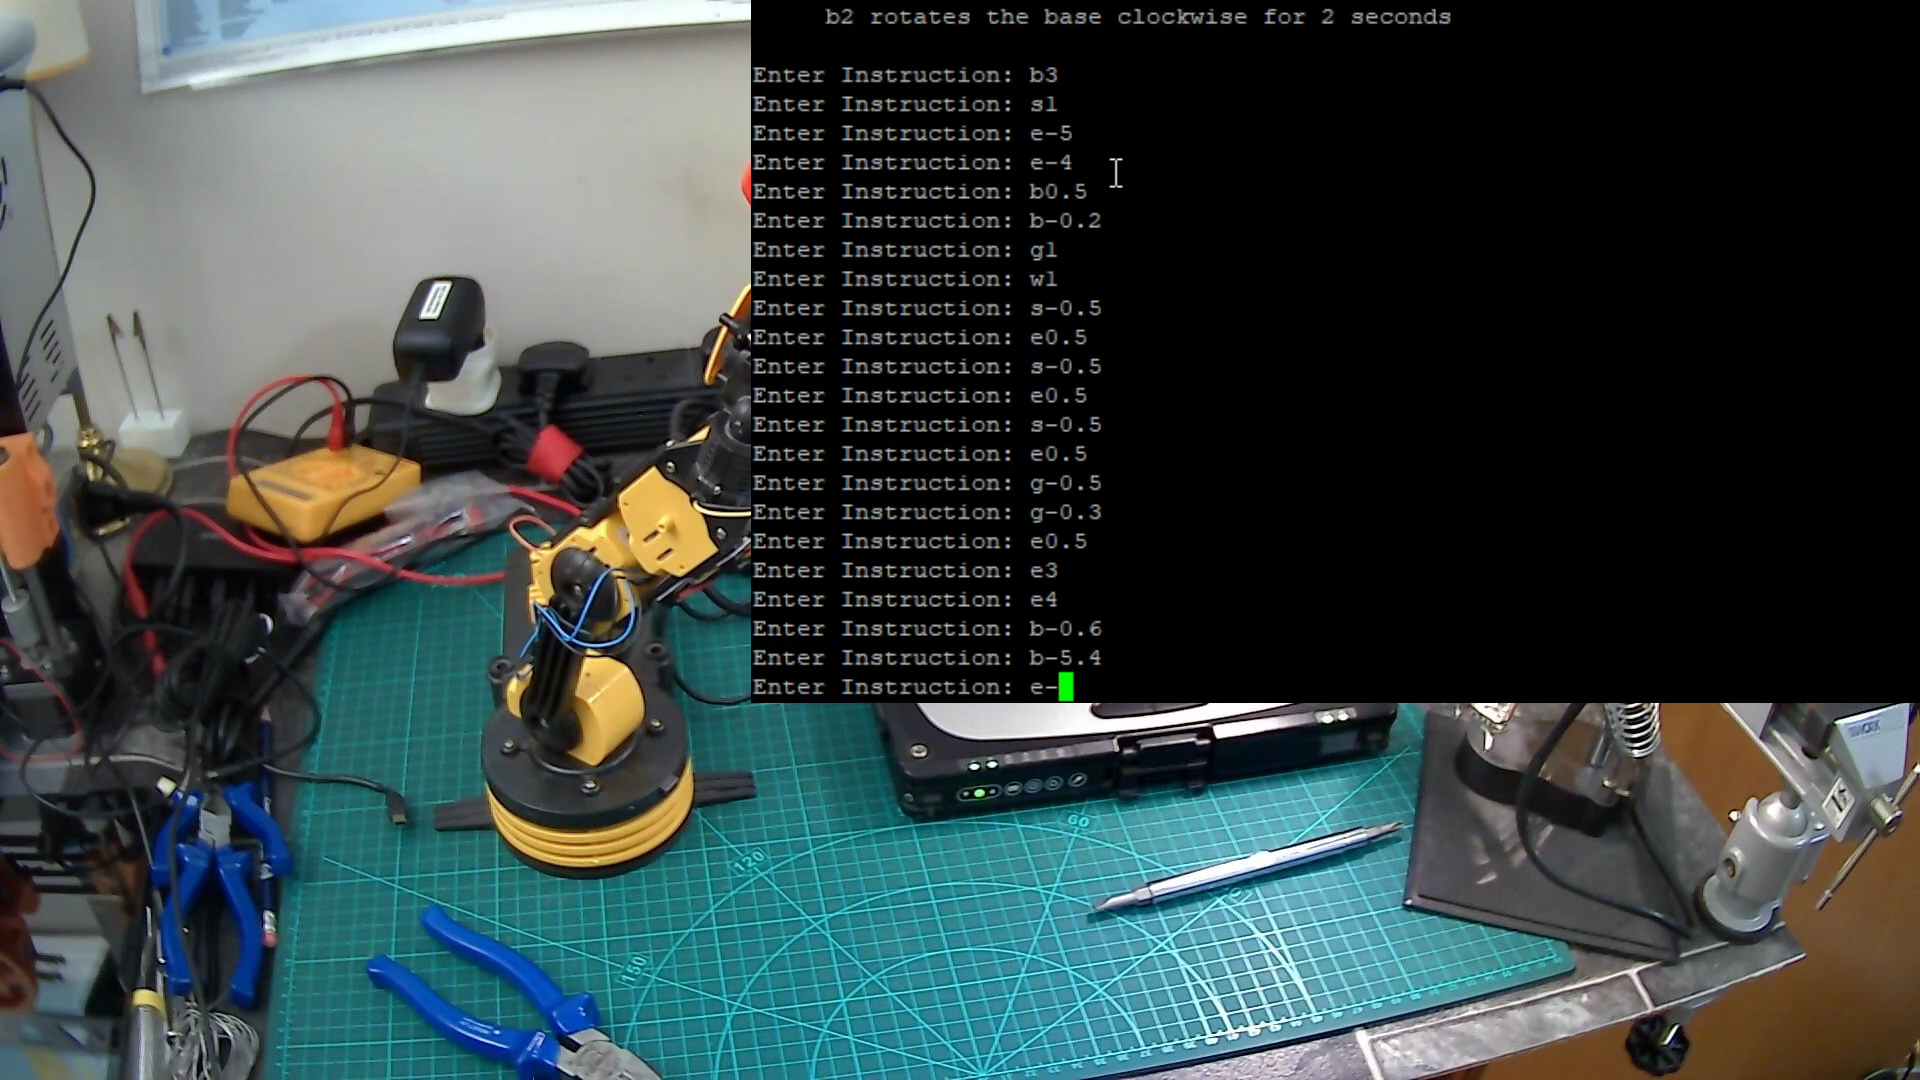 b2 rotates the base clockwise for 2 seconds
Enter Instruction: b3
Enter Instruction: s1
Enter Instruction: e-5
Enter Instruction: e-4
Enter Instruction: b0.5
Enter Instruction: b-0.2
Enter Instruction: g1
Enter Instruction: w1
Enter Instruction: s-0.5
Enter Instruction: e0.5
Enter Instruction: s-0.5
Enter Instruction: e0.5
Enter Instruction: s-0.5
Enter Instruction: e0.5
Enter Instruction: g-0.5
Enter Instruction: g-0.3
Enter Instruction: e0.5
Enter Instruction: e3
Enter Instruction: e4
Enter Instruction: b-0.6
Enter Instruction: b-5.4
Enter Instruction: e-
60
120
150